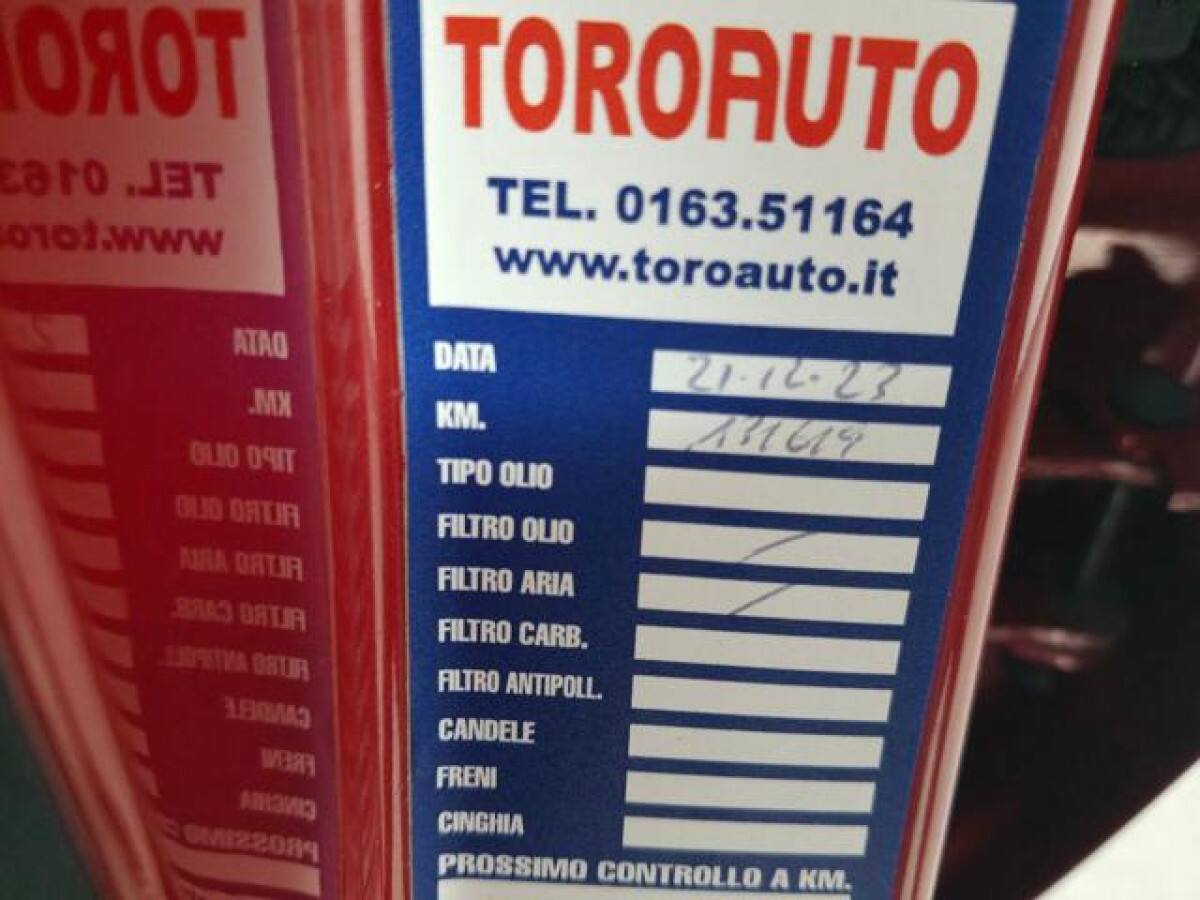 TOROAUTO
TEL. 0163.51164
www.toroauto.it
DATA 21.12.23
KM. 131619
TIPO OLIO
FILTRO OLIO
FILTRO ARIA
FILTRO CARB.
FILTRO ANTIPOLL.
CANDELE
FRENI
CINGHIA
PROSSIMO CONTROLLO A KM.